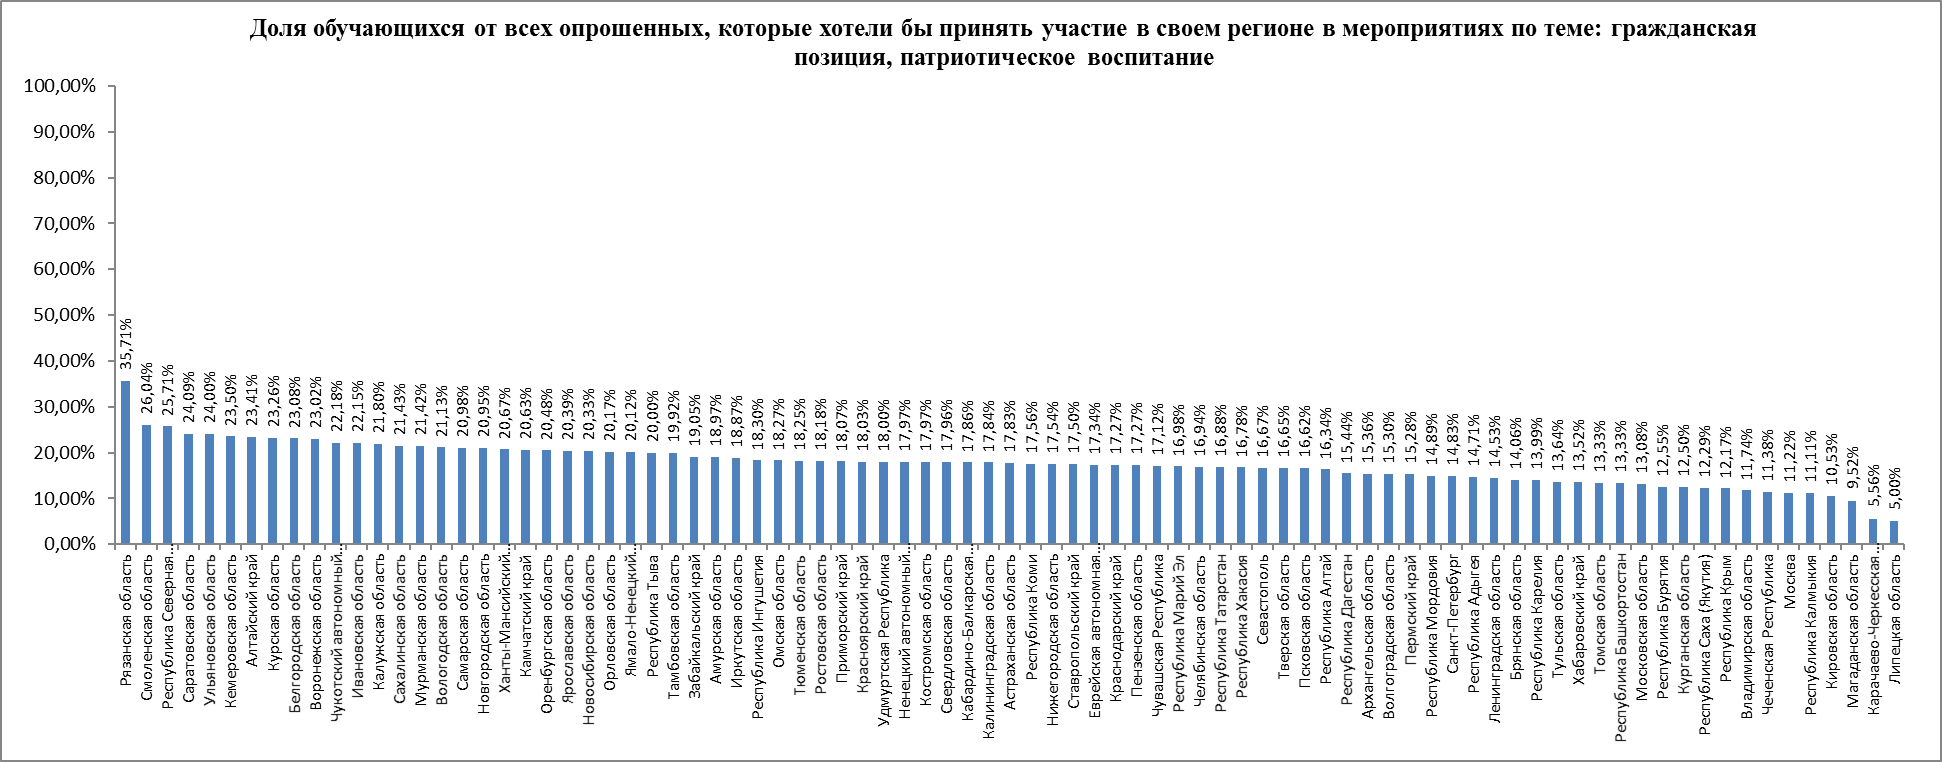 Доля обучающихся от всех опрошенных, которые хотели бы принять участие в своем регионе в мероприятиях по теме: гражданская
позиция, патриотическое воспитание
100,00%
90,00%
80,00%
70,00%
60,00%
50,00%
40,00%
30,00%
20,00%
10,00%
0,00%
35,71%
26,04%
25,71%
24,09%
24,00%
23,50%
23,41%
23,26%
23,08%
23,02%
22,18%
22,15%
21,80%
21,43%
21,42%
21,13%
20,98%
20,95%
20,67%
20,63%
20,48%
20,39%
20,33%
20,17%
20,12%
20,00%
19,92%
19,05%
18,97%
18,87%
18,30%
18,27%
18,25%
18,18%
18,07%
18,03%
18,00%
17,97%
17,97%
17,96%
17,86%
17,84%
17,83%
17,56%
17,54%
17,50%
17,34%
17,27%
17,27%
17,12%
16,98%
16,94%
16,88%
16,78%
16,67%
16,65%
16,62%
16,34%
15,44%
15,36%
15,30%
15,28%
14,89%
14,83%
14,71%
14,53%
14,06%
13,99%
13,64%
13,52%
13,33%
13,33%
13,08%
12,55%
12,50%
12,29%
12,17%
11,74%
11,38%
11,22%
11,11%
10,53%
9,52%
5,56%
5,00%
Рязанская область
Смоленская область
Республика Северная…
Саратовская область
Ульяновская область
Кемеровская область
Алтайский край
Курская область
Белгородская область
Воронежская область
Чукотский автономный…
Ивановская область
Калужская область
Сахалинская область
Мурманская область
Вологодская область
Самарская область
Новгородская область
Ханты-Мансийский…
Камчатский край
Оренбургская область
Ярославская область
Новосибирская область
Орловская область
Ямало-Ненецкий…
Республика Тыва
Тамбовская область
Забайкальский край
Амурская область
Иркутская область
Республика Ингушетия
Омская область
Тюменская область
Ростовская область
Приморский край
Красноярский край
Удмуртская Республика
Ненецкий автономный…
Костромская область
Свердловская область
Кабардино-Балкарская…
Калининградская область
Астраханская область
Республика Коми
Нижегородская область
Ставропольский край
Еврейская автономная…
Краснодарский край
Пензенская область
Чувашская Республика
Республика Марий Эл
Челябинская область
Республика Татарстан
Республика Хакасия
Севастополь
Тверская область
Псковская область
Республика Алтай
Республика Дагестан
Архангельская область
Волгоградская область
Пермский край
Республика Мордовия
Санкт-Петербург
Республика Адыгея
Ленинградская область
Брянская область
Республика Карелия
Тульская область
Хабаровский край
Томская область
Республика Башкортостан
Московская область
Республика Бурятия
Курганская область
Республика Саха (Якутия)
Республика Крым
Владимирская область
Чеченская Республика
Москва
Республика Калмыкия
Кировская область
Магаданская область
Карачаево-Черкесская…
Липецкая область